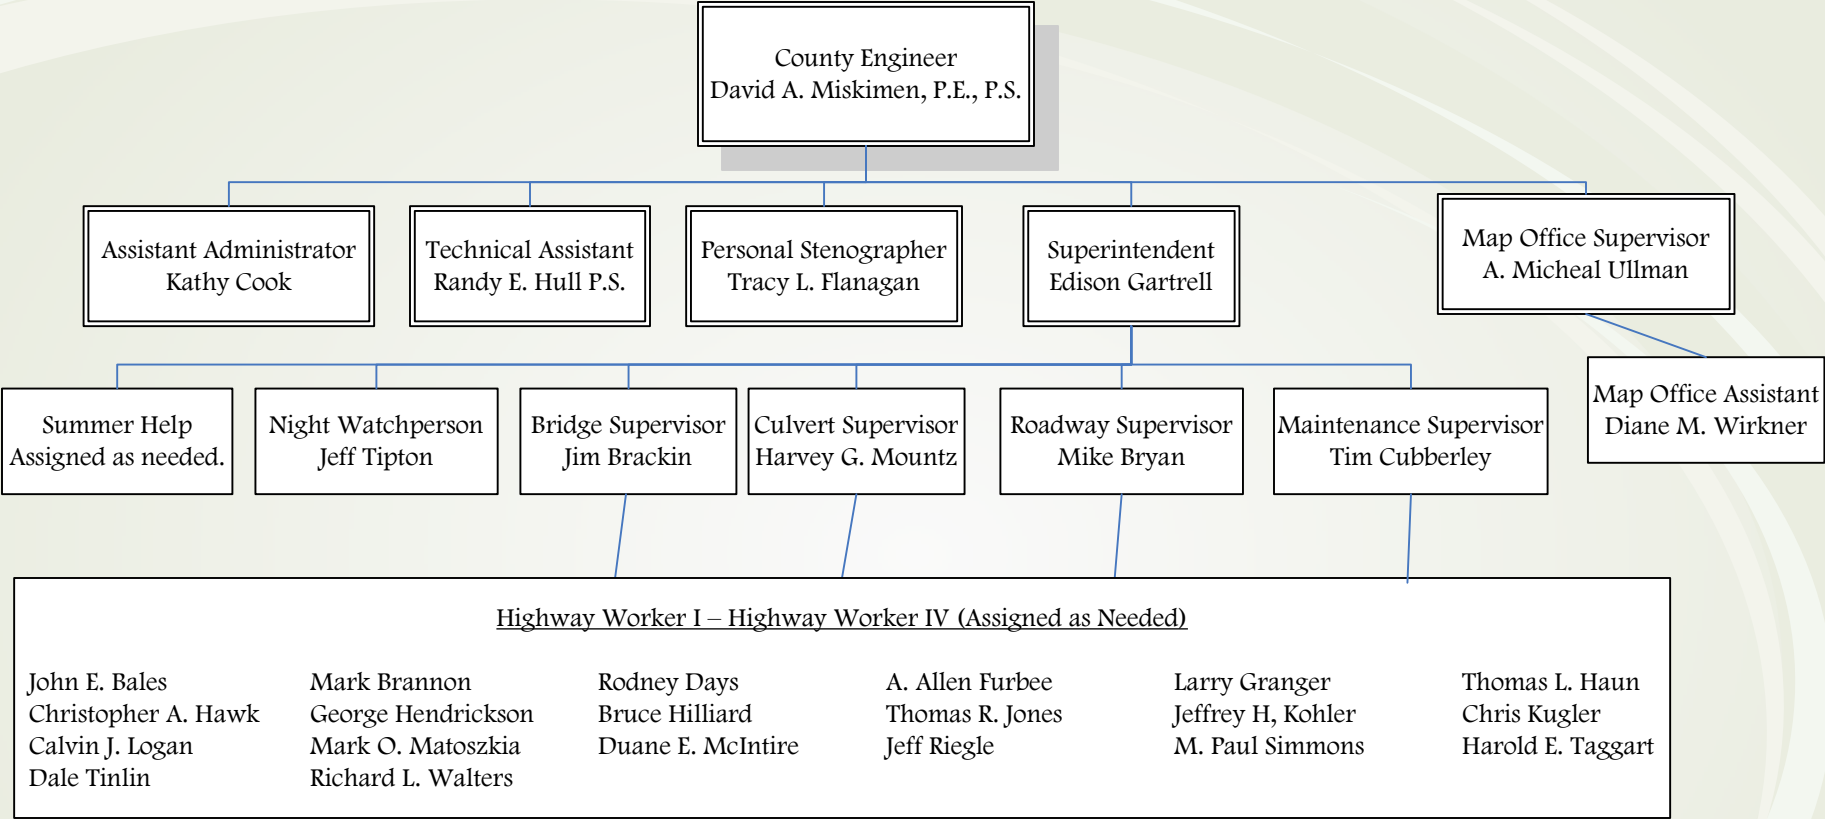 County Engineer
David A. Miskimen, P.E., P.S.
Assistant Administrator
Kathy Cook
Technical Assistant
Randy E. Hull P.S.
Personal Stenographer
Tracy L. Flanagan
Superintendent
Edison Gartrell
Map Office Supervisor
A. Micheal Ullman
Map Office Assistant
Diane M. Wirkner
Summer Help
Assigned as needed.
Night Watchperson
Jeff Tipton
Bridge Supervisor
Jim Brackin
Culvert Supervisor
Harvey G. Mountz
Roadway Supervisor
Mike Bryan
Maintenance Supervisor
Tim Cubberley
Highway Worker I – Highway Worker IV (Assigned as Needed)
John E. Bales Mark Brannon Rodney Days A. Allen Furbee Larry Granger Thomas L. Haun
Christopher A. Hawk George Hendrickson Bruce Hilliard Thomas R. Jones Jeffrey H, Kohler Chris Kugler
Calvin J. Logan Mark O. Matoszkia Duane E. McIntire Jeff Riegle M. Paul Simmons Harold E. Taggart
Dale Tinlin Richard L. Walters